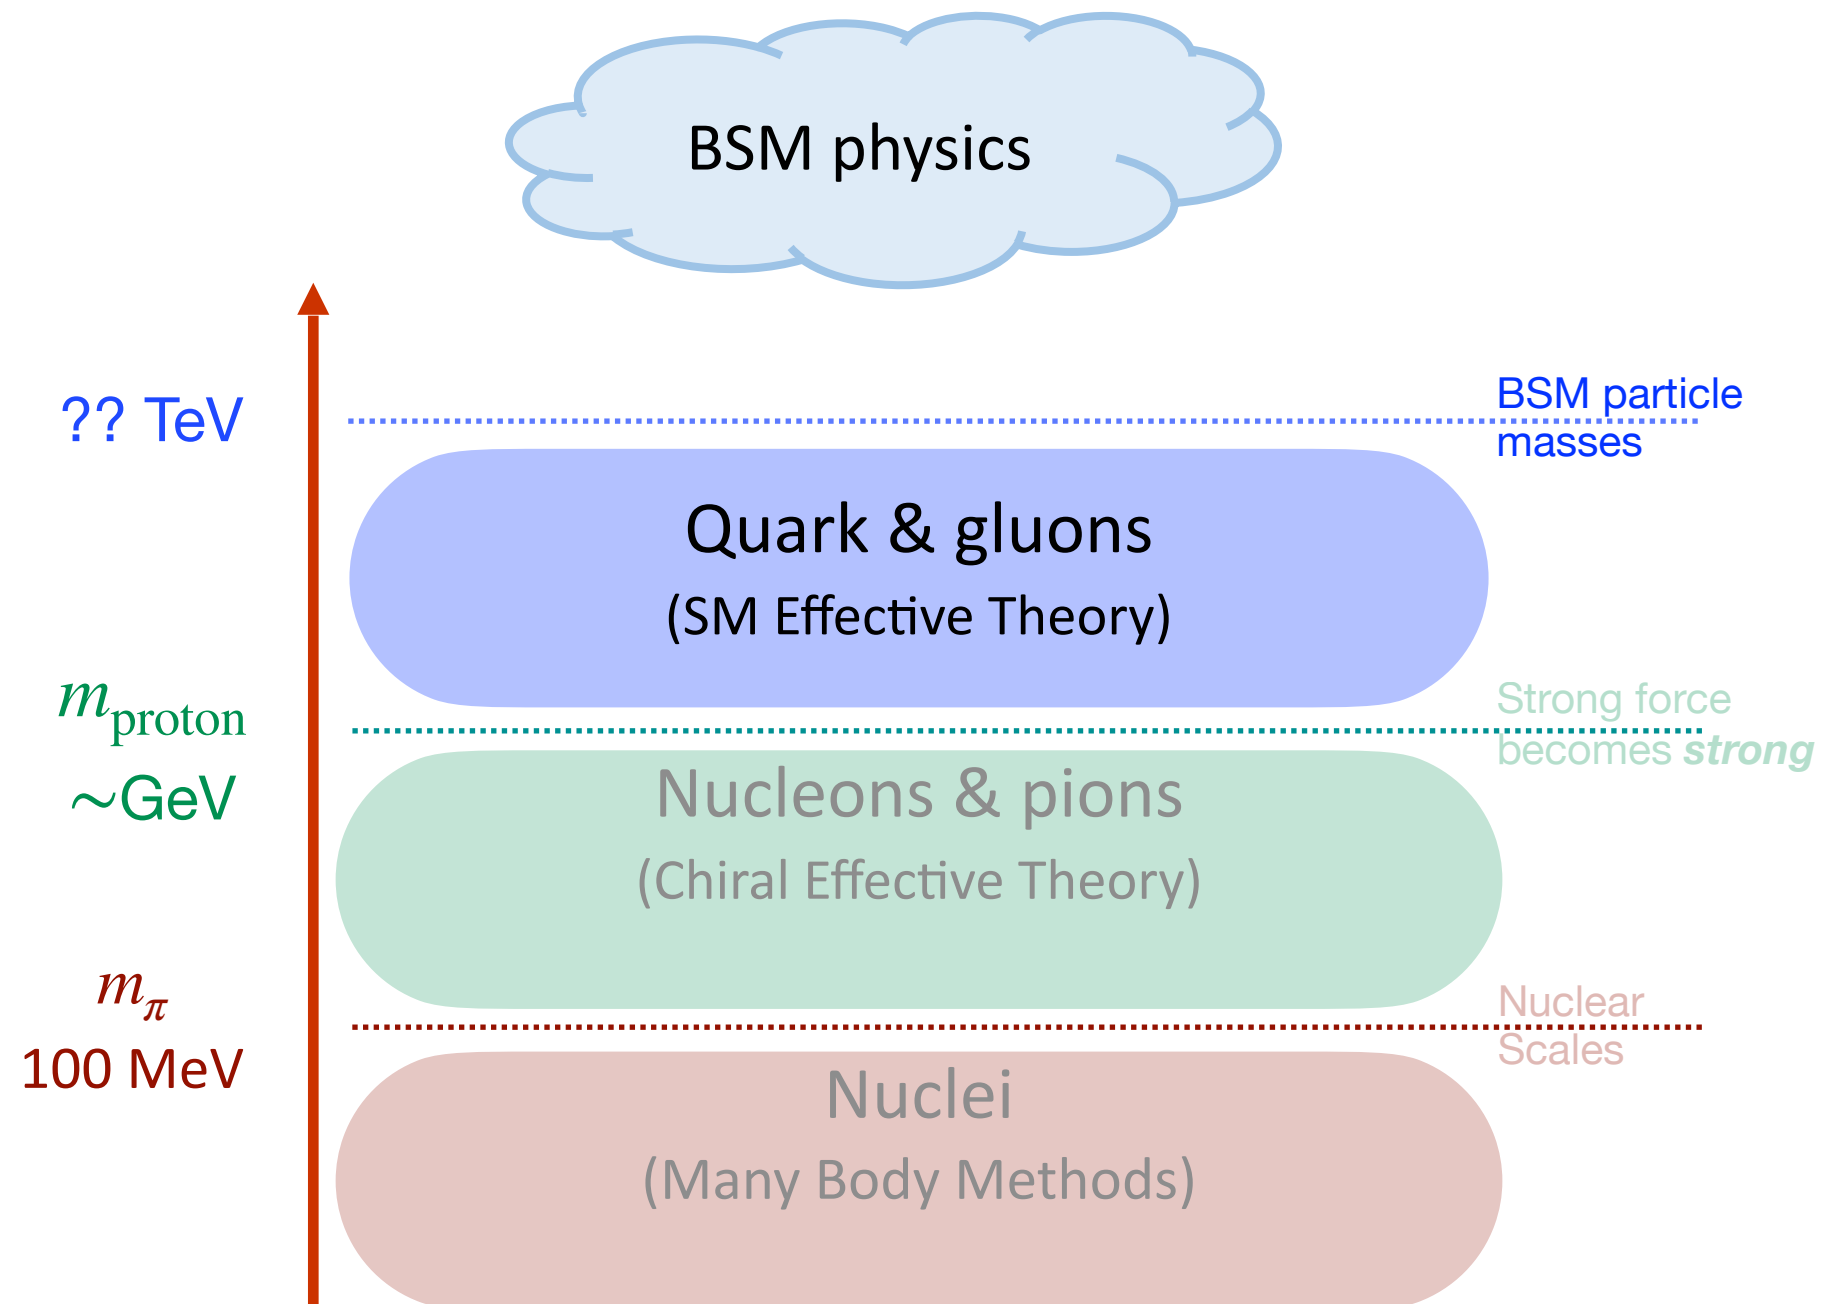 BSM physics
?? TeV
BSM particle
masses
Quark & gluons
(SM Effective Theory)
m_proton
~GeV
Strong force
becomes strong
Nucleons & pions
(Chiral Effective Theory)
m_π
100 MeV
Nuclear
Scales
Nuclei
(Many Body Methods)